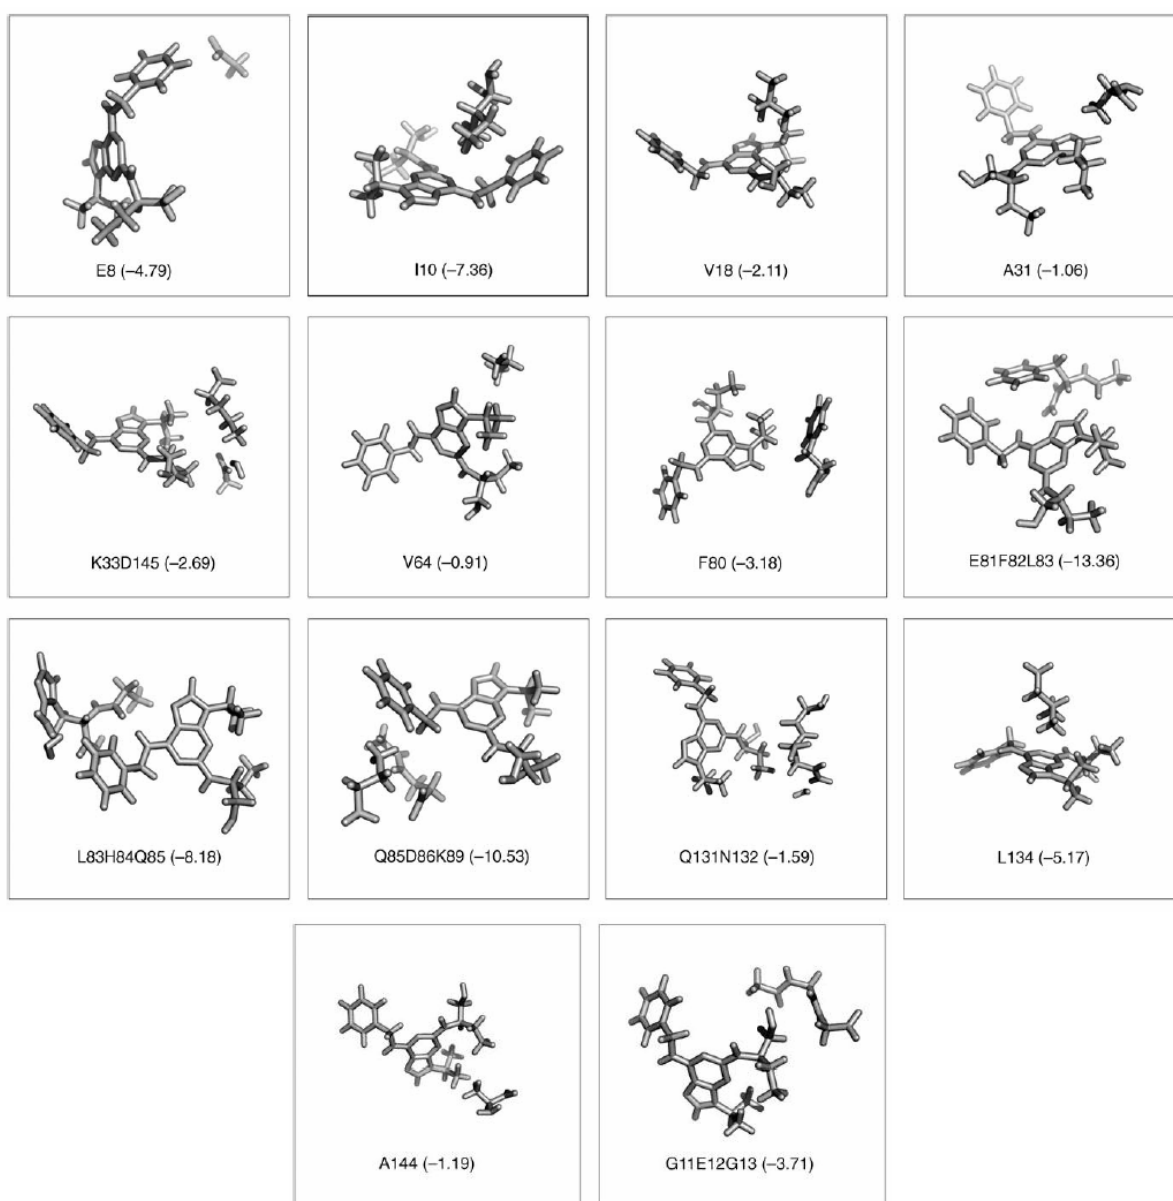 E8 (–4.79)
I10 (–7.36)
V18 (–2.11)
A31 (–1.06)
K33D145 (–2.69)
V64 (–0.91)
F80 (–3.18)
E81F82L83 (–13.36)
L83H84Q85 (–8.18)
Q85D86K89 (–10.53)
Q131N132 (–1.59)
L134 (–5.17)
A144 (–1.19)
G11E12G13 (–3.71)